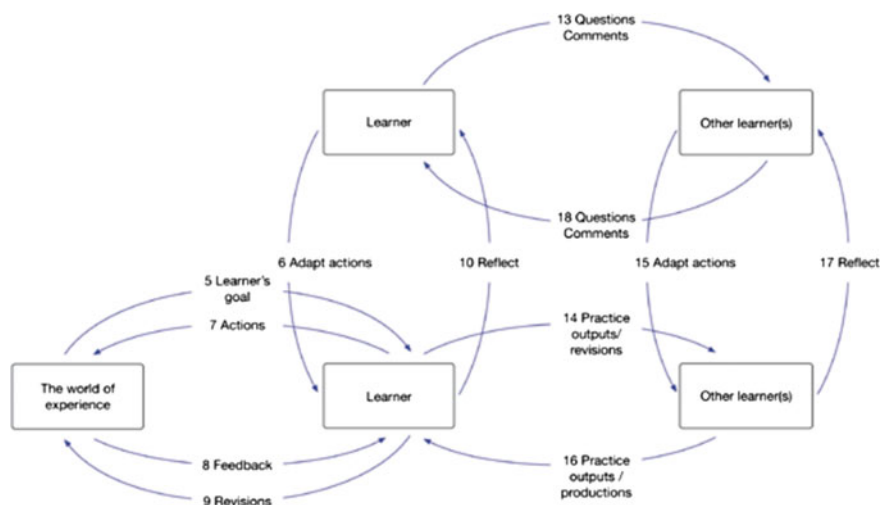 13 Questions
Comments
Learner
Other learner(s)
18 Questions
Comments
6 Adapt actions
10 Reflect
15 Adapt actions
17 Reflect
5 Learner's
goal
7 Actions
14 Practice
outputs/
revisions
The world of
experience
Learner
Other learner(s)
8 Feedback
9 Revisions
16 Practice
outputs /
productions